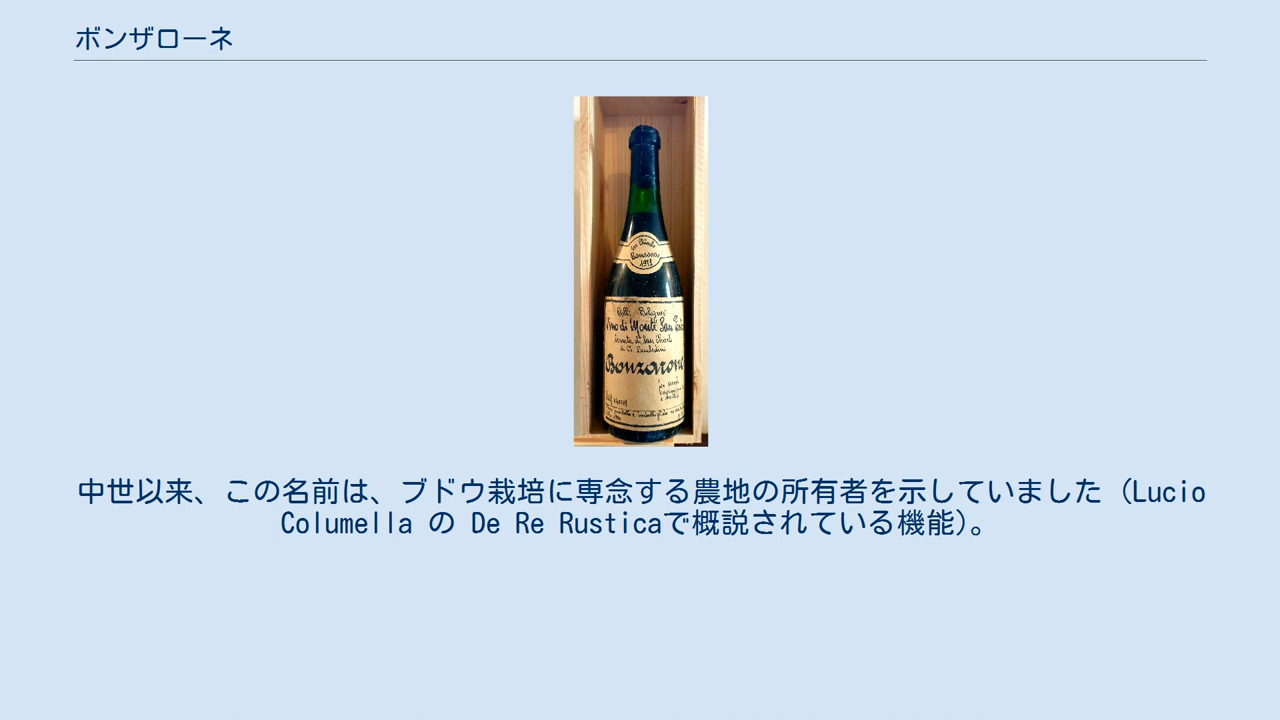 ボンザローネ
Bonzarone
中世以来、この名前は、ブドウ栽培に専念する農地の所有者を示していました (Lucio
Columella の De Re Rusticaで概説されている機能)。